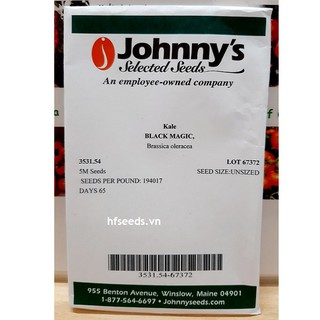 Johnny's
Selected Seeds
An employee-owned company
Kale
BLACK MAGIC,
Brassica oleracea
3531.54 LOT 67372
5M Seeds SEED SIZE:UNSIZED
SEEDS PER POUND: 194017
DAYS 65
hfseeds.vn
3531.54-67372
955 Benton Avenue, Winslow, Maine 04901
1-877-564-6697 • Johnnyseeds.com